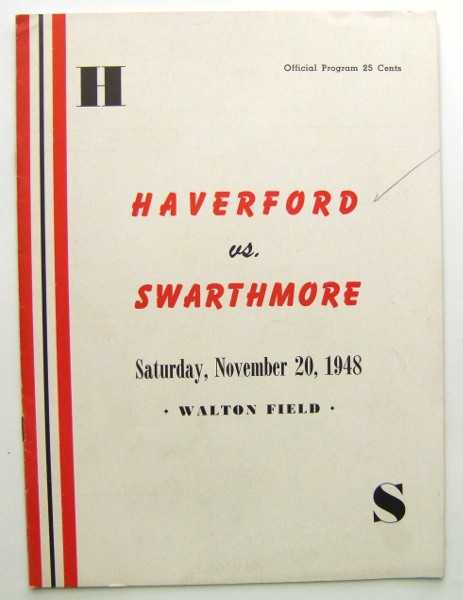 H
Official Program 25 Cents
HAVERFORD
vs.
SWARTHMORE
Saturday, November 20, 1948
• WALTON FIELD •
S